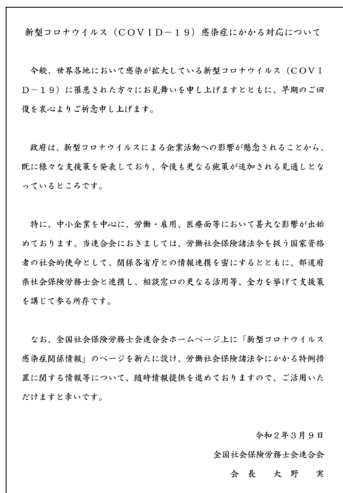 新型コロナウイルス（ＣＯＶＩＤ－１９）感染症にかかる対応について
今般、世界各地において感染が拡大している新型コロナウイルス（ＣＯＶＩ
Ｄ－１９）に罹患された方々にお見舞いを申し上げますとともに、早期のご回
復を衷心よりご祈念申し上げます。
政府は、新型コロナウイルスによる企業活動への影響が懸念されることから、
既に様々な支援策を発表しており、今後も更なる施策が追加される見通しとな
っているところです。
特に、中小企業を中心に、労働・雇用、医療面等において甚大な影響が出始
めております。当連合会におきましては、労働社会保険諸法令を扱う国家資格
者の社会的使命として、関係各省庁との情報連携を密にするとともに、都道府
県社会保険労務士会と連携し、相談窓口の更なる活用等、全力を挙げて支援策
を講じて参る所存です。
なお、全国社会保険労務士会連合会ホームページ上に「新型コロナウイルス
感染症関係情報」のページを新たに設け、労働社会保険諸法令にかかる特例措
置に関する情報等について、随時情報提供を進めておりますので、ご活用いた
だけますと幸いです。
令和２年３月９日
全国社会保険労務士会連合会
会　長　　大　野　　実